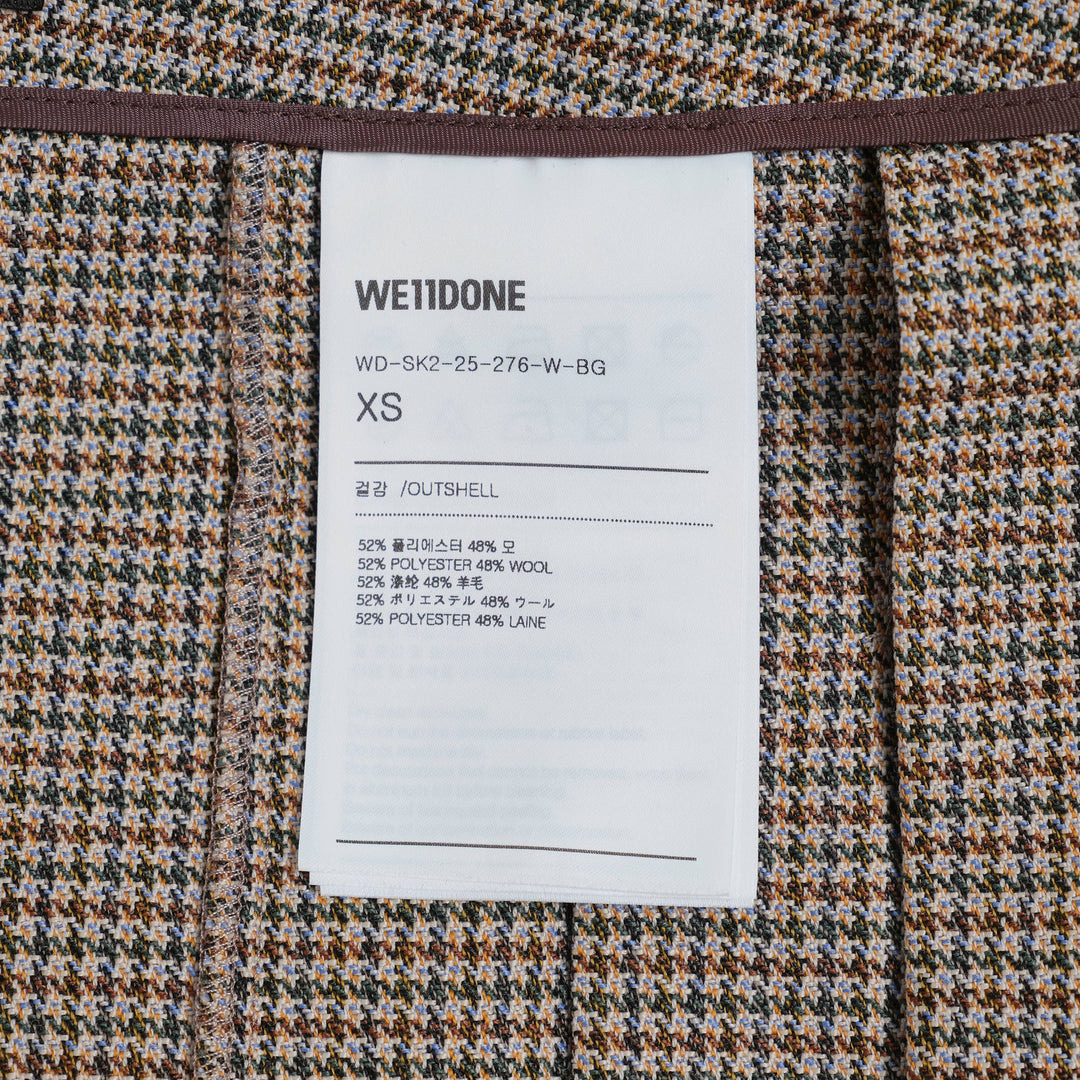 WE11DONE
WD-SK2-25-276-W-BG
XS
겉감 /OUTSHELL
52% 폴리에스터 48% 모
52% POLYESTER 48% WOOL
52% 涤纶 48% 羊毛
52% ポリエステル 48% ウール
52% POLYESTER 48% LAINE